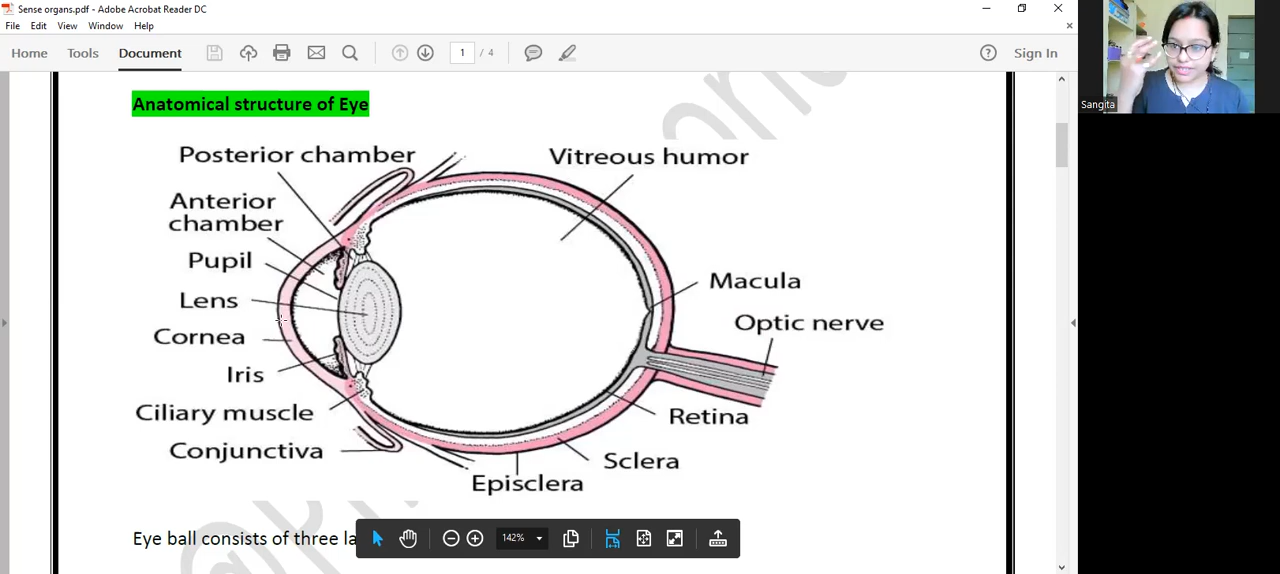 Sense organs.pdf - Adobe Acrobat Reader DC
File Edit View Window Help
Home Tools Document 1 / 4 Sign In
Sangita
Anatomical structure of Eye
Posterior chamber
Vitreous humor
Anterior
chamber
Pupil
Macula
Lens
Optic nerve
Cornea
Iris
Ciliary muscle
Retina
Conjunctiva
Sclera
Episclera
Eye ball consists of three
142%